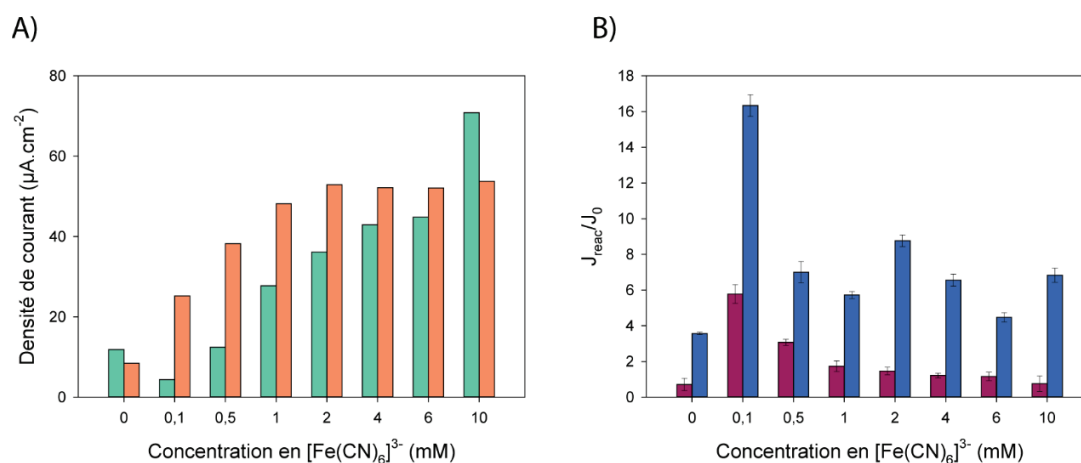 A)
Densité de courant (µA.cm⁻²)
80
60
40
20
0
0 0,1 0,5 1 2 4 6 10
Concentration en [Fe(CN)₆]³⁻ (mM)
B)
J_reac/J_0
18
16
14
12
10
8
6
4
2
0
0 0,1 0,5 1 2 4 6 10
Concentration en [Fe(CN)₆]³⁻ (mM)